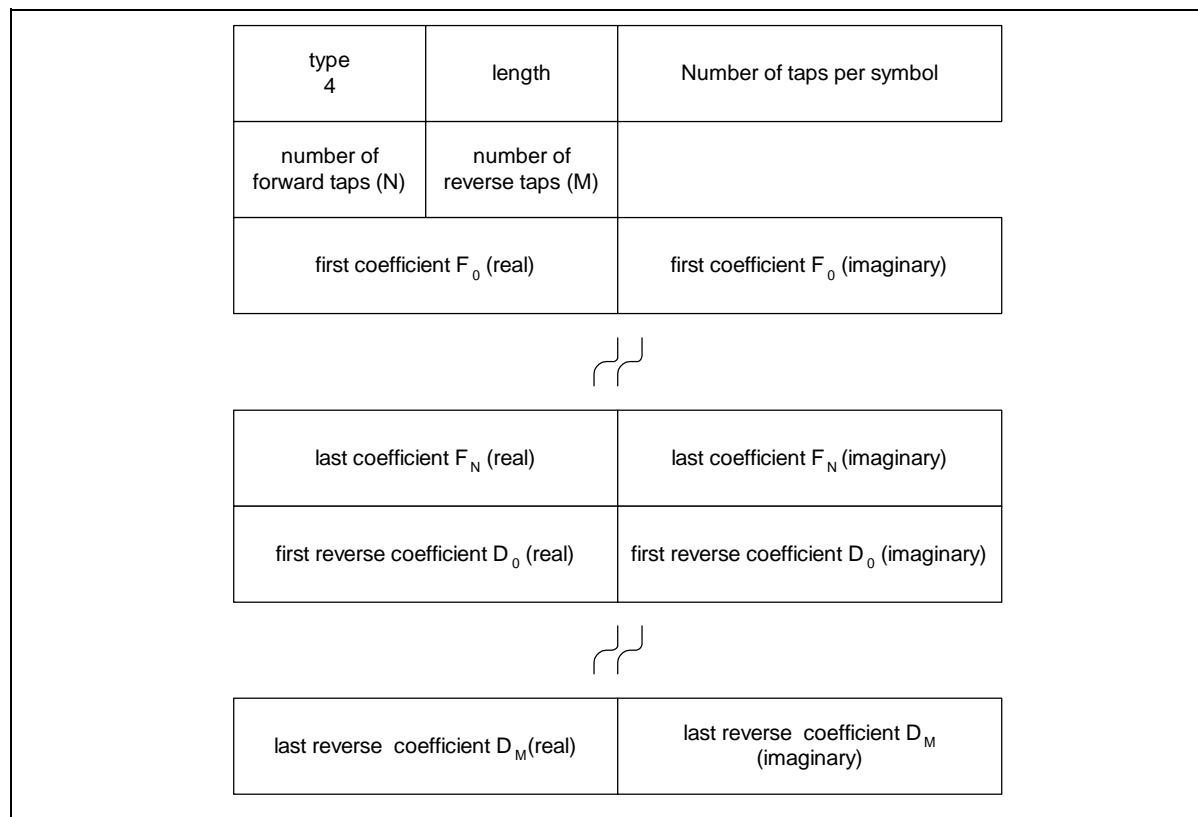 type
4
length
Number of taps per symbol
number of
forward taps (N)
number of
reverse taps (M)
first coefficient F0 (real)
first coefficient F0 (imaginary)
last coefficient FN (real)
last coefficient FN (imaginary)
first reverse coefficient D0 (real)
first reverse coefficient D0 (imaginary)
last reverse coefficient DM(real)
last reverse coefficient DM
(imaginary)